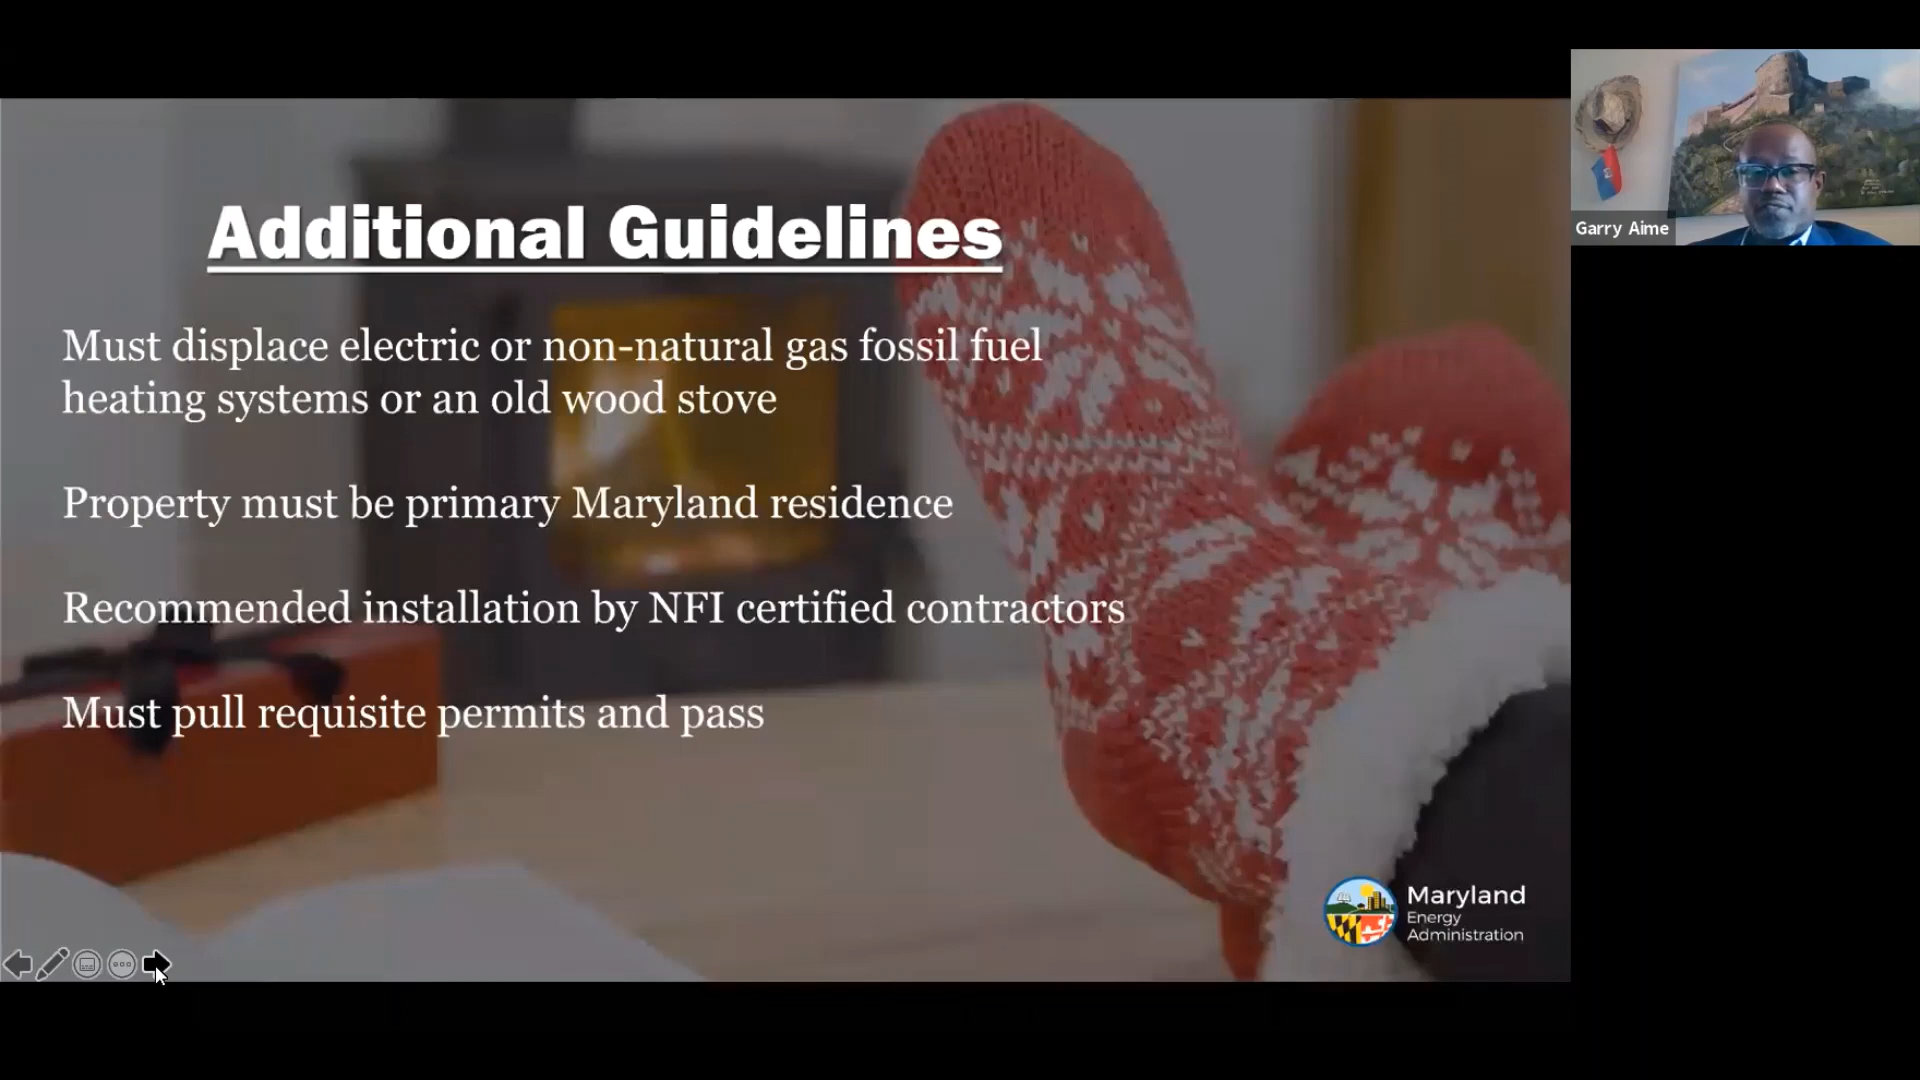 Additional Guidelines
Must displace electric or non-natural gas fossil fuel
heating systems or an old wood stove
Property must be primary Maryland residence
Recommended installation by NFI certified contractors
Must pull requisite permits and pass
Maryland
Energy
Administration
Garry Aime